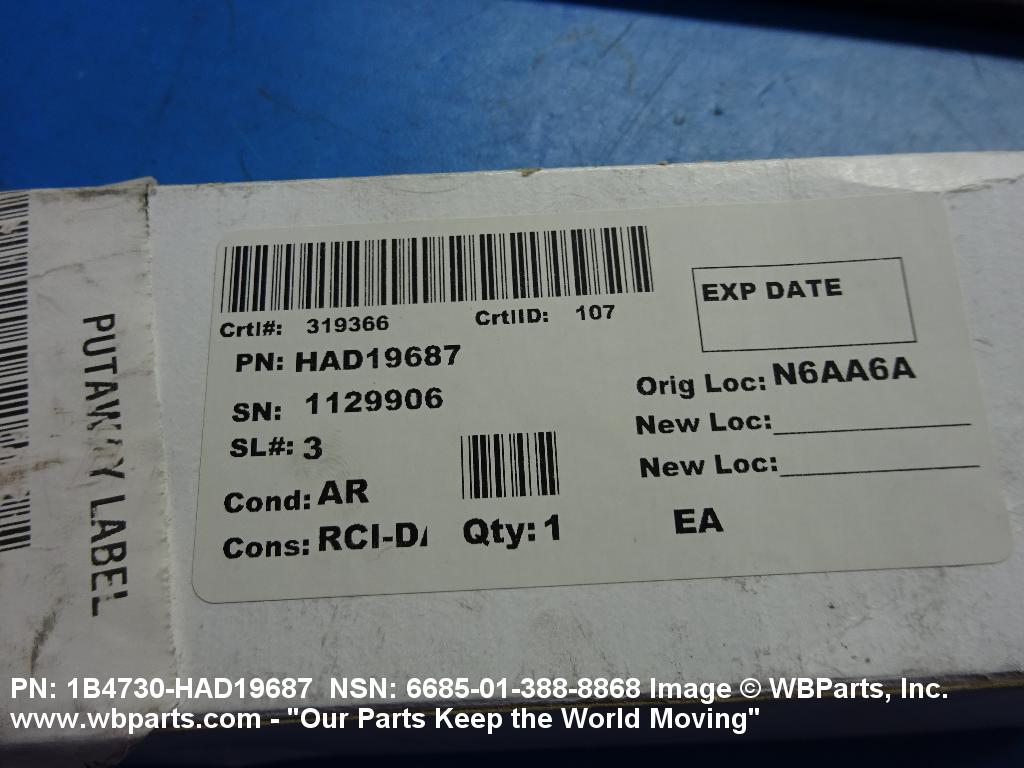 PUTAWAY LABEL
Crtl#: 319366 CrtlID: 107
PN: HAD19687
SN: 1129906
SL#: 3
Cond: AR
Cons: RCI-DA Qty: 1 EA
EXP DATE
Orig Loc: N6AA6A
New Loc:
New Loc:
PN: 1B4730-HAD19687 NSN: 6685-01-388-8868 Image © WBParts, Inc.
www.wbparts.com - "Our Parts Keep the World Moving"